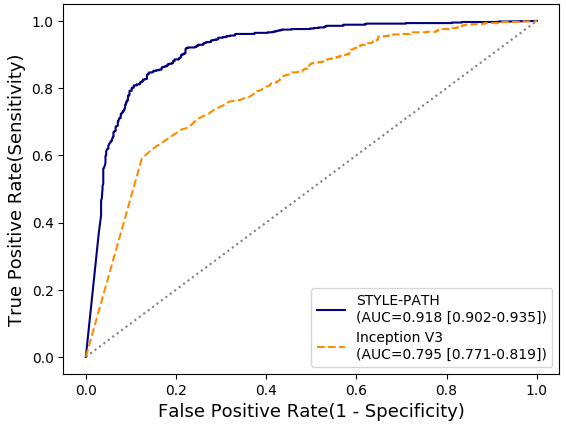 True Positive Rate(Sensitivity)
1.0
0.8
0.6
0.4
0.2
0.0
STYLE-PATH
(AUC=0.918 [0.902-0.935])
Inception V3
(AUC=0.795 [0.771-0.819])
0.0 0.2 0.4 0.6 0.8 1.0
False Positive Rate(1 - Specificity)